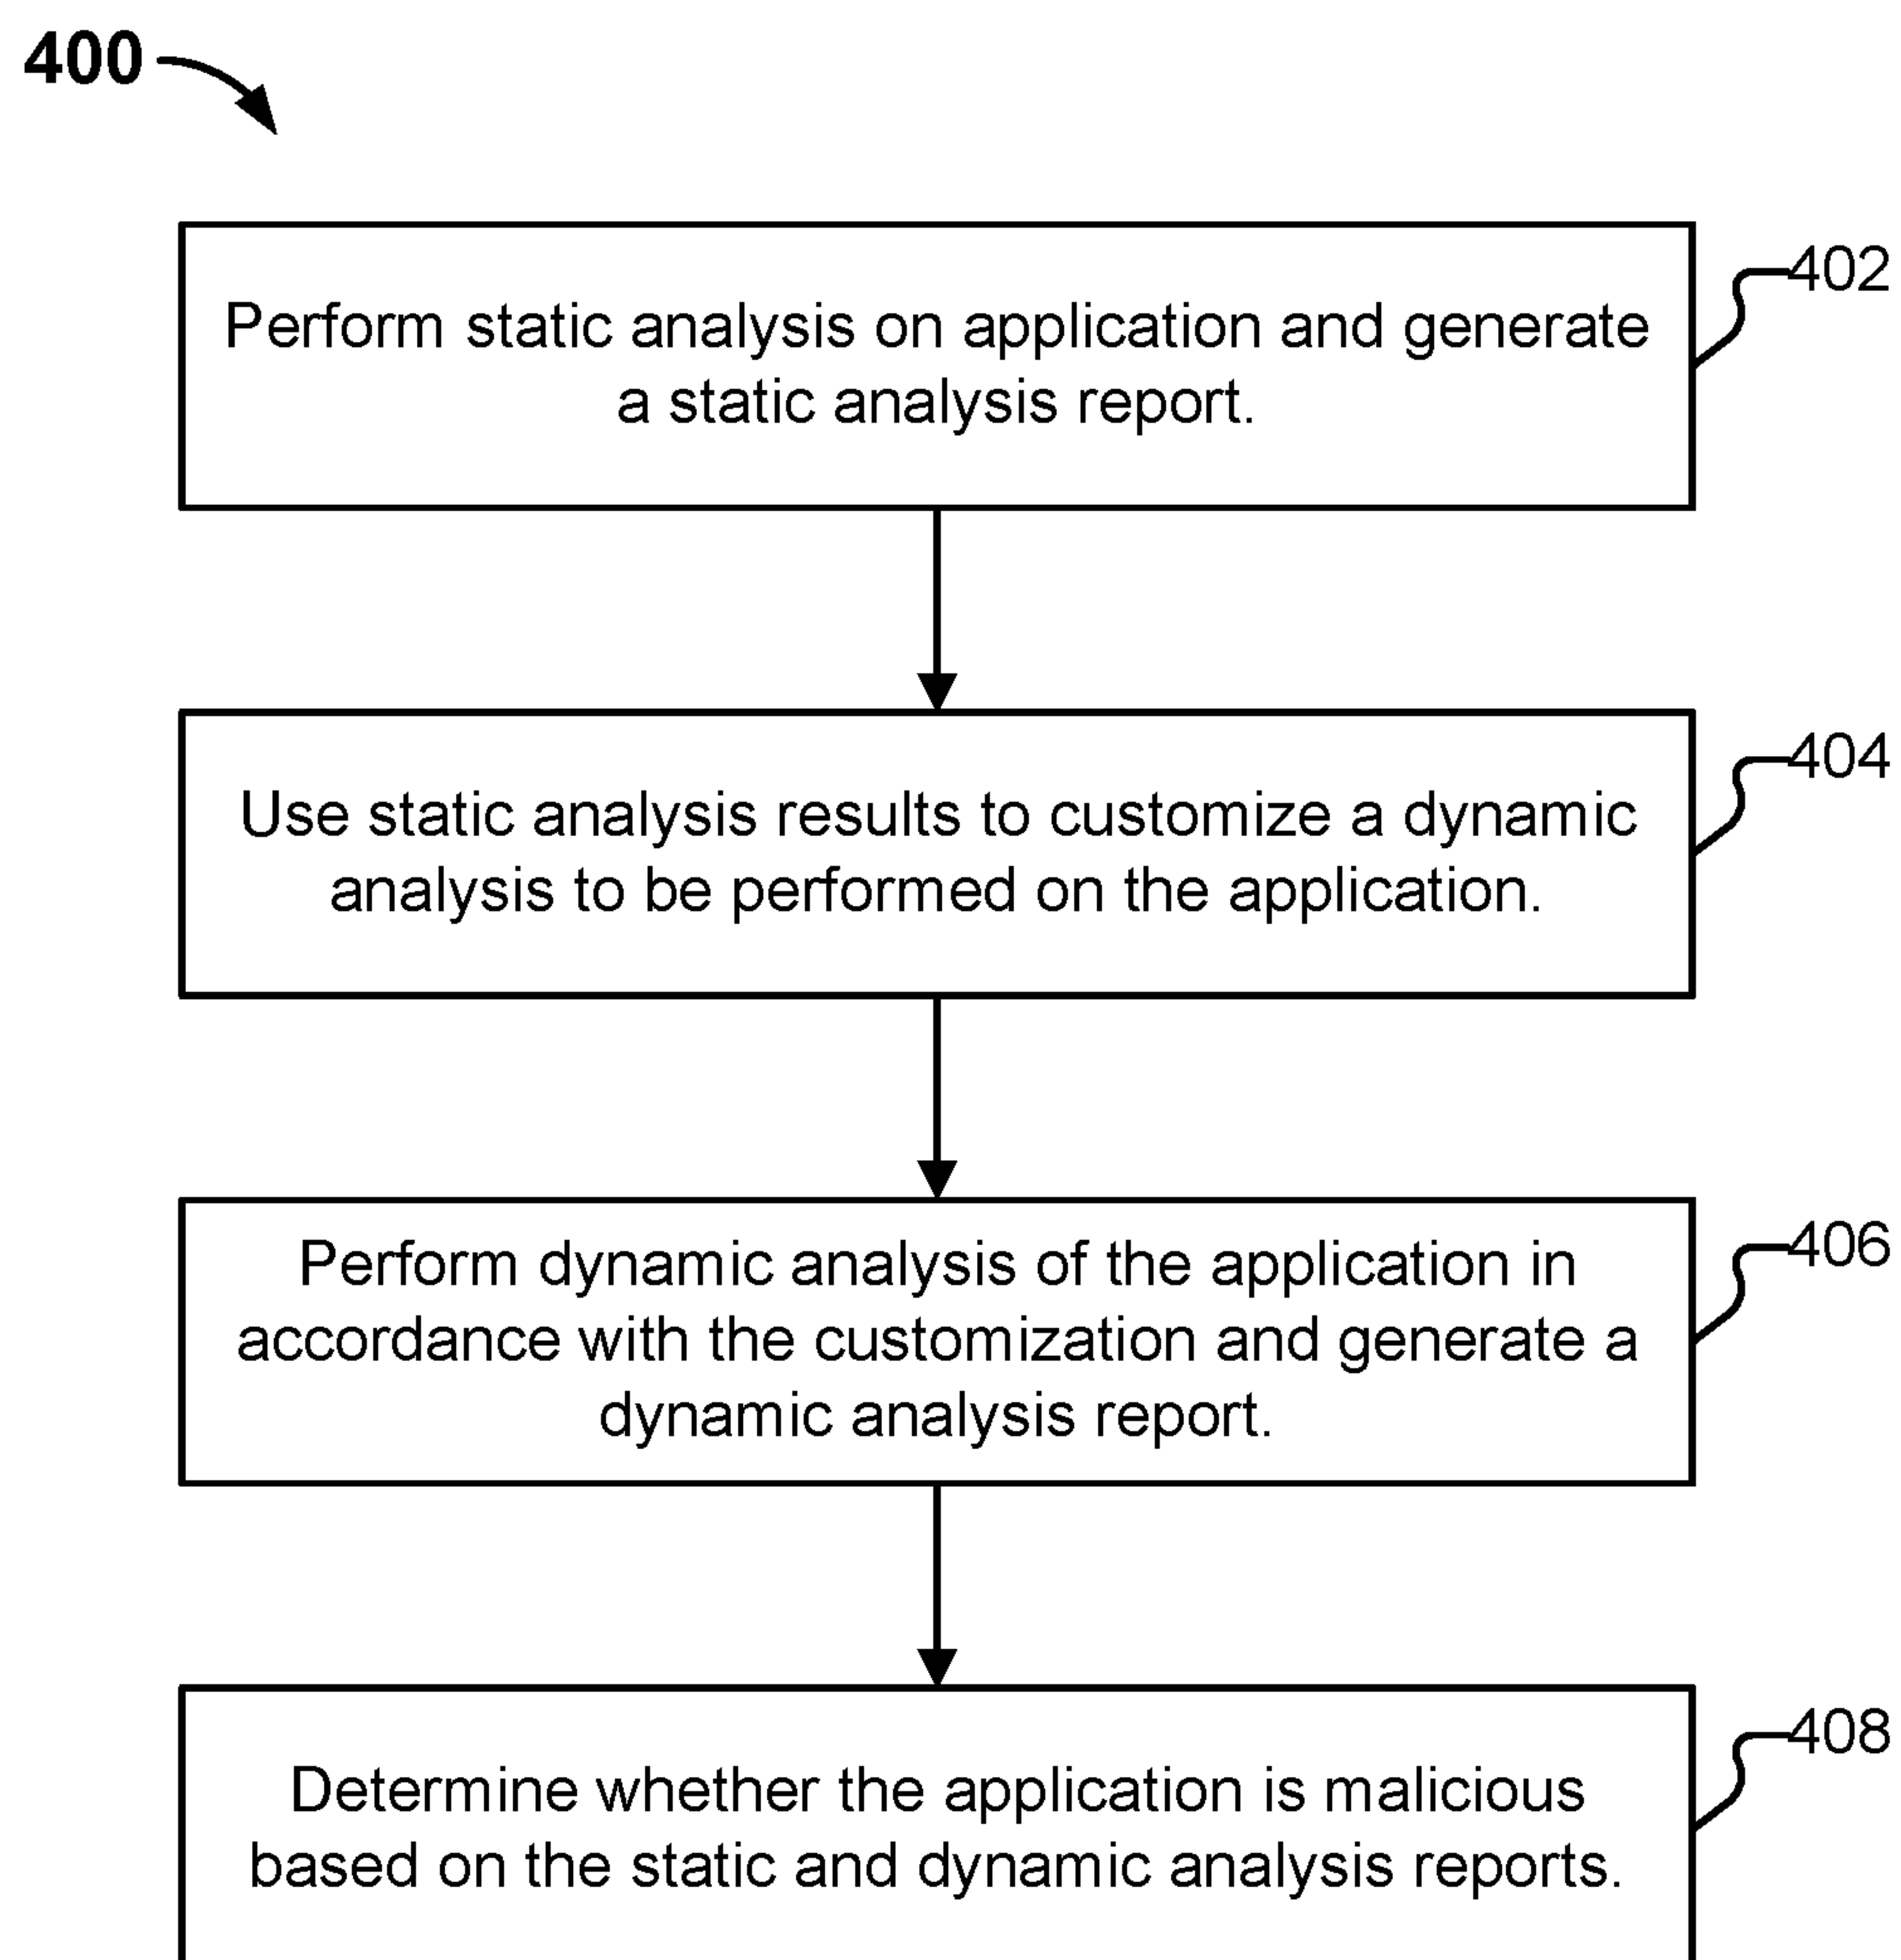 400
402
Perform static analysis on application and generate
a static analysis report.
404
Use static analysis results to customize a dynamic
analysis to be performed on the application.
406
Perform dynamic analysis of the application in
accordance with the customization and generate a
dynamic analysis report.
408
Determine whether the application is malicious
based on the static and dynamic analysis reports.